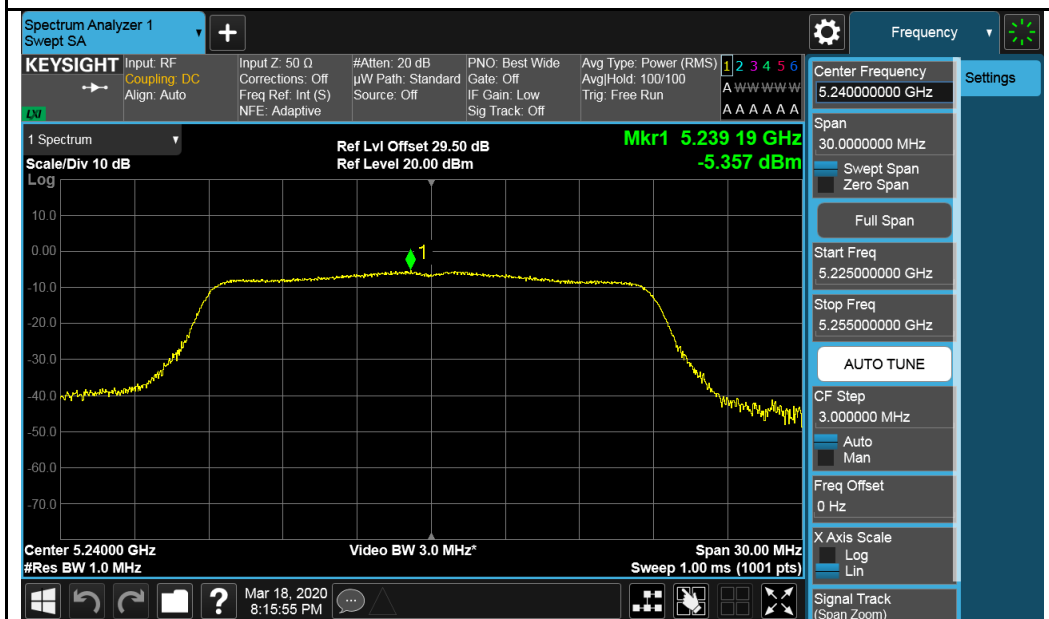 Spectrum Analyzer 1
Swept SA
+
Frequency
KEYSIGHT
Input: RF
Coupling: DC
Align: Auto
LXI
Input Z: 50 Ω
Corrections: Off
Freq Ref: Int (S)
NFE: Adaptive
#Atten: 20 dB
µW Path: Standard
Source: Off
PNO: Best Wide
Gate: Off
IF Gain: Low
Sig Track: Off
Avg Type: Power (RMS)
Avg|Hold: 100/100
Trig: Free Run
1 2 3 4 5 6
A W W W W W
A A A A A A
1 Spectrum
Scale/Div 10 dB
Log
Ref Lvl Offset 29.50 dB
Ref Level 20.00 dBm
Mkr1 5.239 19 GHz
-5.357 dBm
10.0
0.00
-10.0
-20.0
-30.0
-40.0
-50.0
-60.0
-70.0
1
Center 5.24000 GHz
#Res BW 1.0 MHz
Video BW 3.0 MHz*
Span 30.00 MHz
Sweep 1.00 ms (1001 pts)
Center Frequency
5.240000000 GHz
Settings
Span
30.0000000 MHz
Swept Span
Zero Span
Full Span
Start Freq
5.225000000 GHz
Stop Freq
5.255000000 GHz
AUTO TUNE
CF Step
3.000000 MHz
Auto
Man
Freq Offset
0 Hz
X Axis Scale
Log
Lin
Signal Track
(Span Zoom)
?
Mar 18, 2020
8:15:55 PM